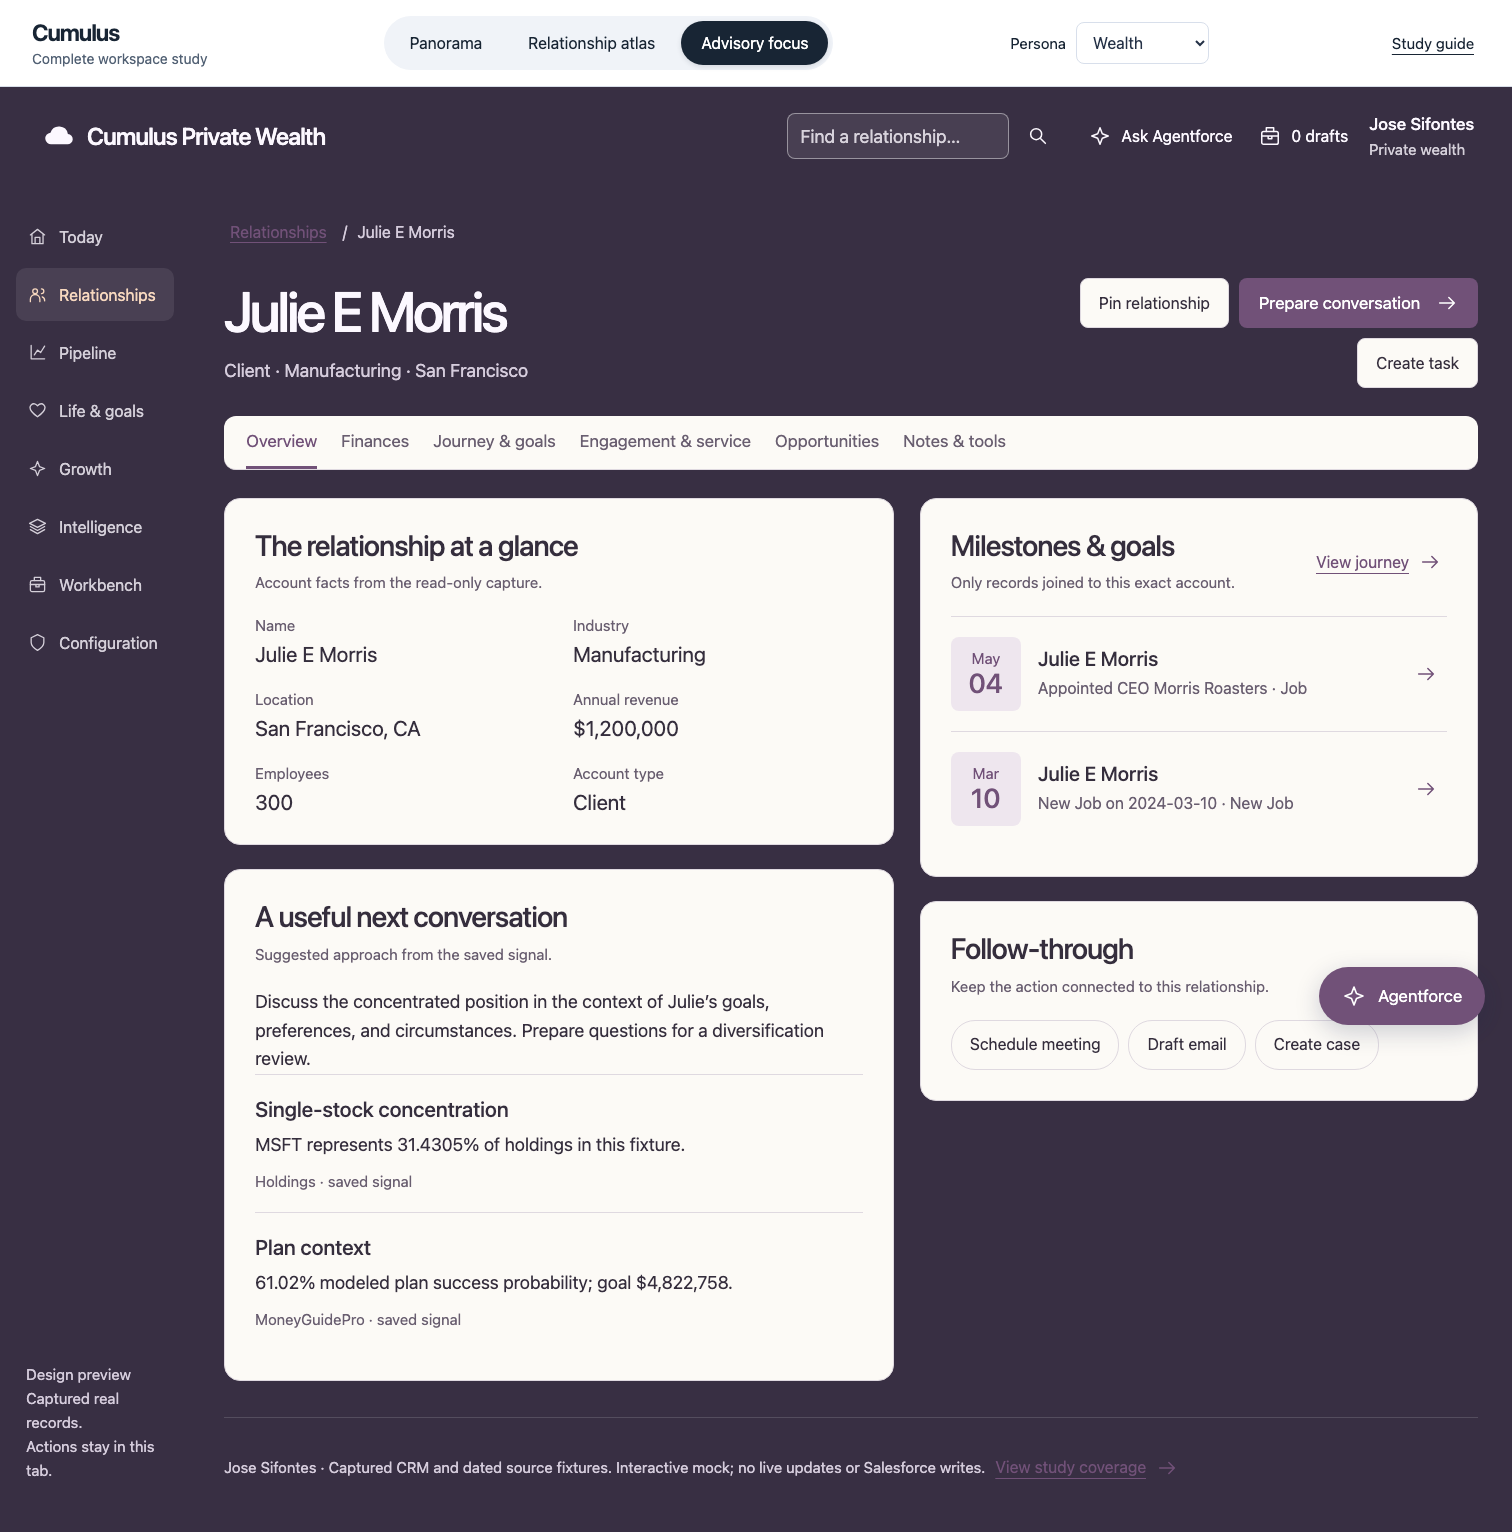 Cumulus
Complete workspace study
Panorama
Relationship atlas
Advisory focus
Persona
Wealth
Study guide
Cumulus Private Wealth
Find a relationship...
Ask Agentforce
0 drafts
Jose Sifontes
Private wealth
Today
Relationships
Pipeline
Life & goals
Growth
Intelligence
Workbench
Configuration
Relationships / Julie E Morris
Julie E Morris
Client · Manufacturing · San Francisco
Pin relationship
Prepare conversation
Create task
Overview
Finances
Journey & goals
Engagement & service
Opportunities
Notes & tools
The relationship at a glance
Account facts from the read-only capture.
Name
Julie E Morris
Industry
Manufacturing
Location
San Francisco, CA
Annual revenue
$1,200,000
Employees
300
Account type
Client
Milestones & goals
Only records joined to this exact account.
View journey
May
04
Julie E Morris
Appointed CEO Morris Roasters · Job
Mar
10
Julie E Morris
New Job on 2024-03-10 · New Job
A useful next conversation
Suggested approach from the saved signal.
Discuss the concentrated position in the context of Julie’s goals,
preferences, and circumstances. Prepare questions for a diversification
review.
Single-stock concentration
MSFT represents 31.4305% of holdings in this fixture.
Holdings · saved signal
Plan context
61.02% modeled plan success probability; goal $4,822,758.
MoneyGuidePro · saved signal
Follow-through
Keep the action connected to this relationship.
Agentforce
Schedule meeting
Draft email
Create case
Design preview
Captured real
records.
Actions stay in this
tab.
Jose Sifontes · Captured CRM and dated source fixtures. Interactive mock; no live updates or Salesforce writes.
View study coverage